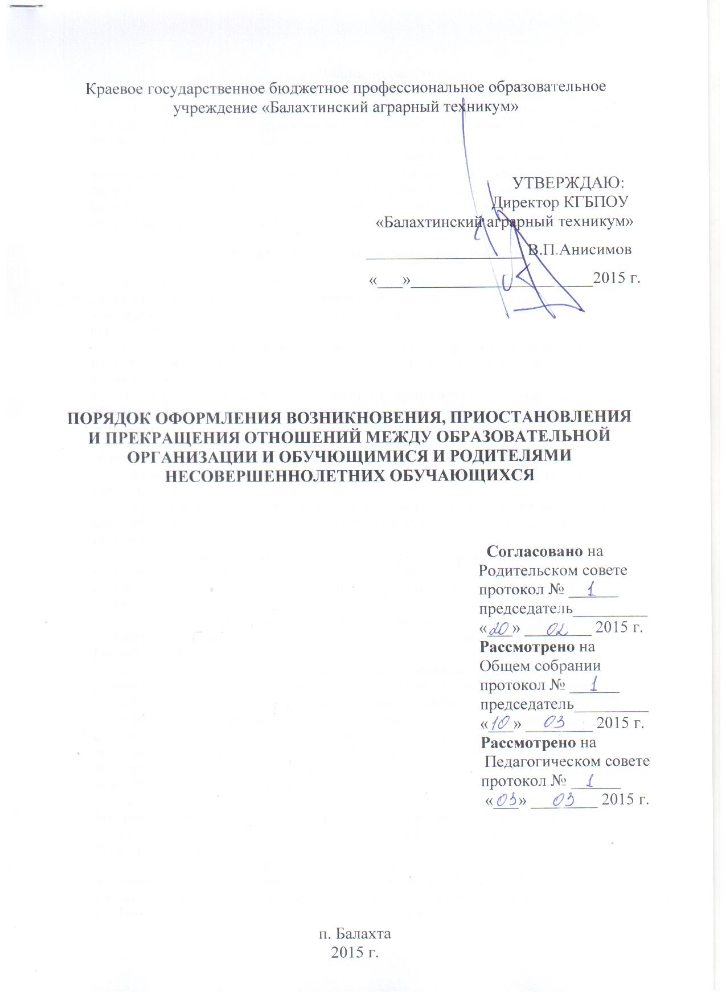 Краевое государственное бюджетное профессиональное образовательное
учреждение «Балахтинский аграрный техникум»
УТВЕРЖДАЮ:
Директор КГБПОУ
«Балахтинский аграрный техникум»
____________________ В.П.Анисимов
«___»______________________2015 г.
ПОРЯДОК ОФОРМЛЕНИЯ ВОЗНИКНОВЕНИЯ, ПРИОСТАНОВЛЕНИЯ
И ПРЕКРАЩЕНИЯ ОТНОШЕНИЙ МЕЖДУ ОБРАЗОВАТЕЛЬНОЙ
ОРГАНИЗАЦИИ И ОБУЧЮЩИМИСЯ И РОДИТЕЛЯМИ
НЕСОВЕРШЕННОЛЕТНИХ ОБУЧАЮЩИХСЯ
Согласовано на
Родительском совете
протокол № 1
председатель_________
«20» 02 2015 г.
Рассмотрено на
Общем собрании
протокол № 1
председатель_________
«10» 03 2015 г.
Рассмотрено на
Педагогическом совете
протокол № 1
«03» 03 2015 г.
п. Балахта
2015 г.